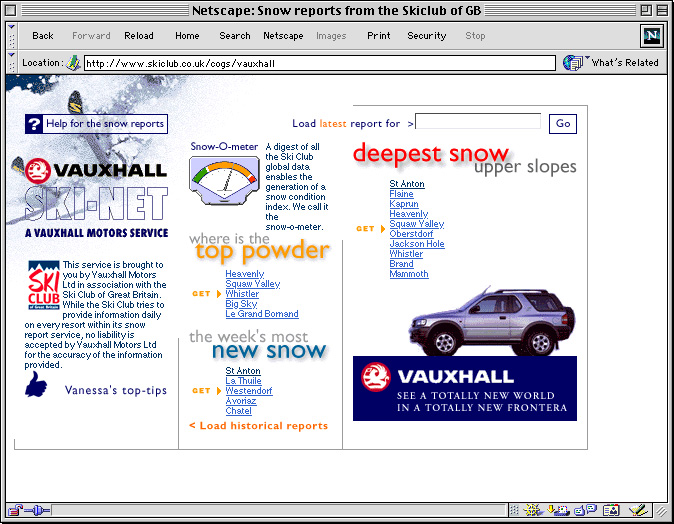 Netscape: Snow reports from the Skiclub of GB
Back Forward Reload Home Search Netscape Images Print Security Stop
N
Location: http://www.skiclub.co.uk/cogs/vauxhall What's Related
? Help for the snow reports
Load latest report for > Go
VAUXHALL
SKI-NET
A VAUXHALL MOTORS SERVICE
SKI
CLUB
of Great Britain
This service is brought to
you by Vauxhall Motors
Ltd in association with the
Ski Club of Great Britain.
While the Ski Club tries to
provide information daily
on every resort within its snow
report service, no liability is
accepted by Vauxhall Motors Ltd
for the accuracy of the information
provided.
Vanessa's top-tips
Snow-O-meter
A digest of all
the Ski Club
global data
enables the
generation of a
snow condition
index. We call it
the
snow-o-meter.
where is the
top powder
GET
Heavenly
Squaw Valley
Whistler
Big Sky
Le Grand Bornand
the week's most
new snow
GET
St Anton
La Thuile
Westendorf
Avoriaz
Chatel
< Load historical reports
deepest snow
upper slopes
GET
St Anton
Flaine
Kaprun
Heavenly
Squaw Valley
Oberstdorf
Jackson Hole
Whistler
Brand
Mammoth
VAUXHALL
SEE A TOTALLY NEW WORLD
IN A TOTALLY NEW FRONTERA